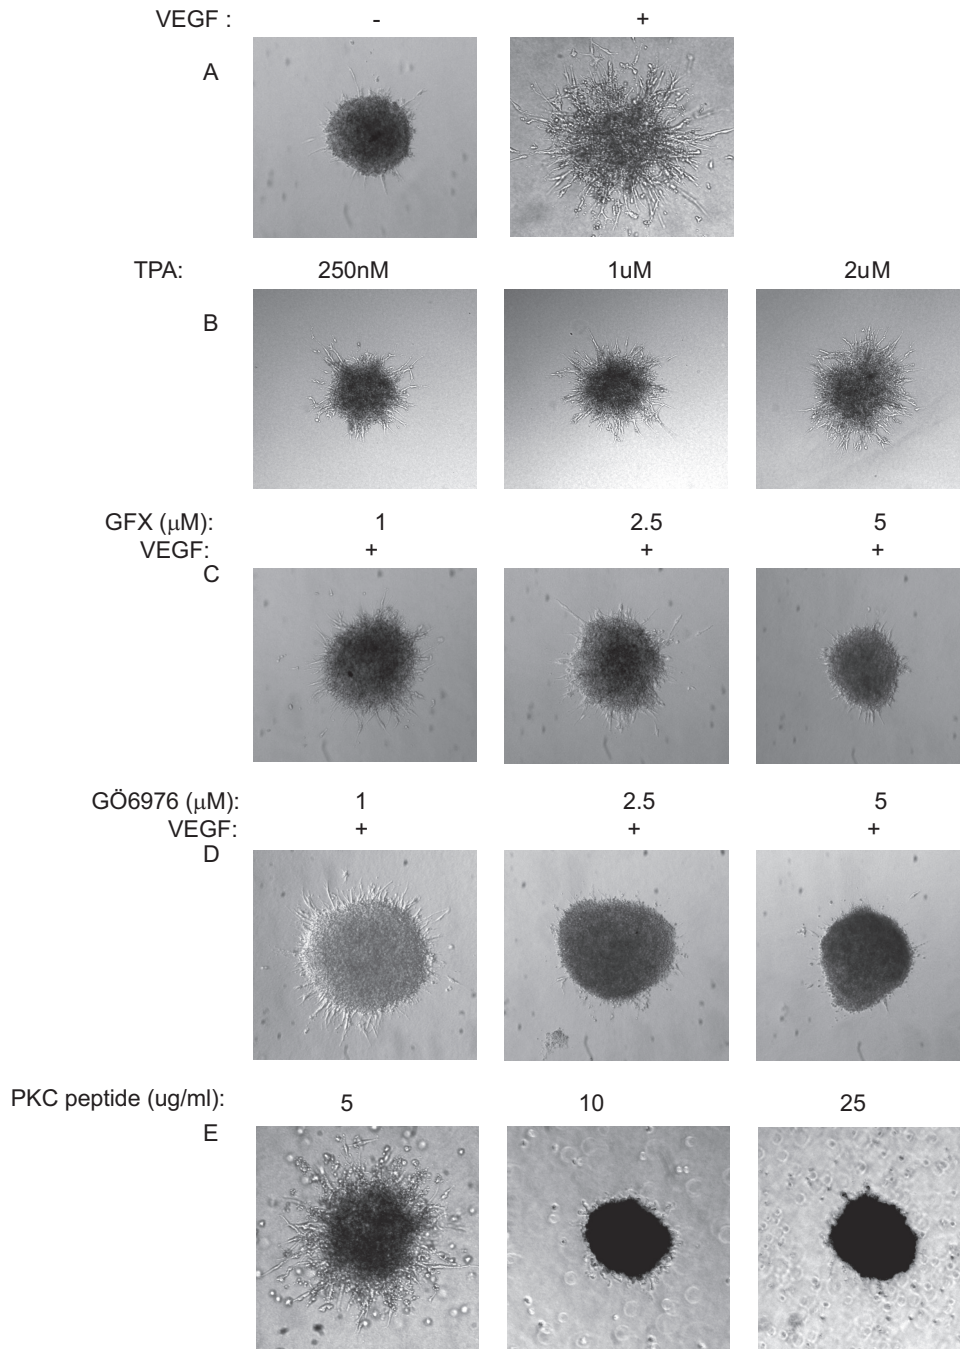 VEGF : - +
A
TPA: 250nM 1uM 2uM
B
GFX (μM): 1 2.5 5
VEGF: + + +
C
GÖ6976 (μM): 1 2.5 5
VEGF: + + +
D
PKC peptide (ug/ml): 5 10 25
E